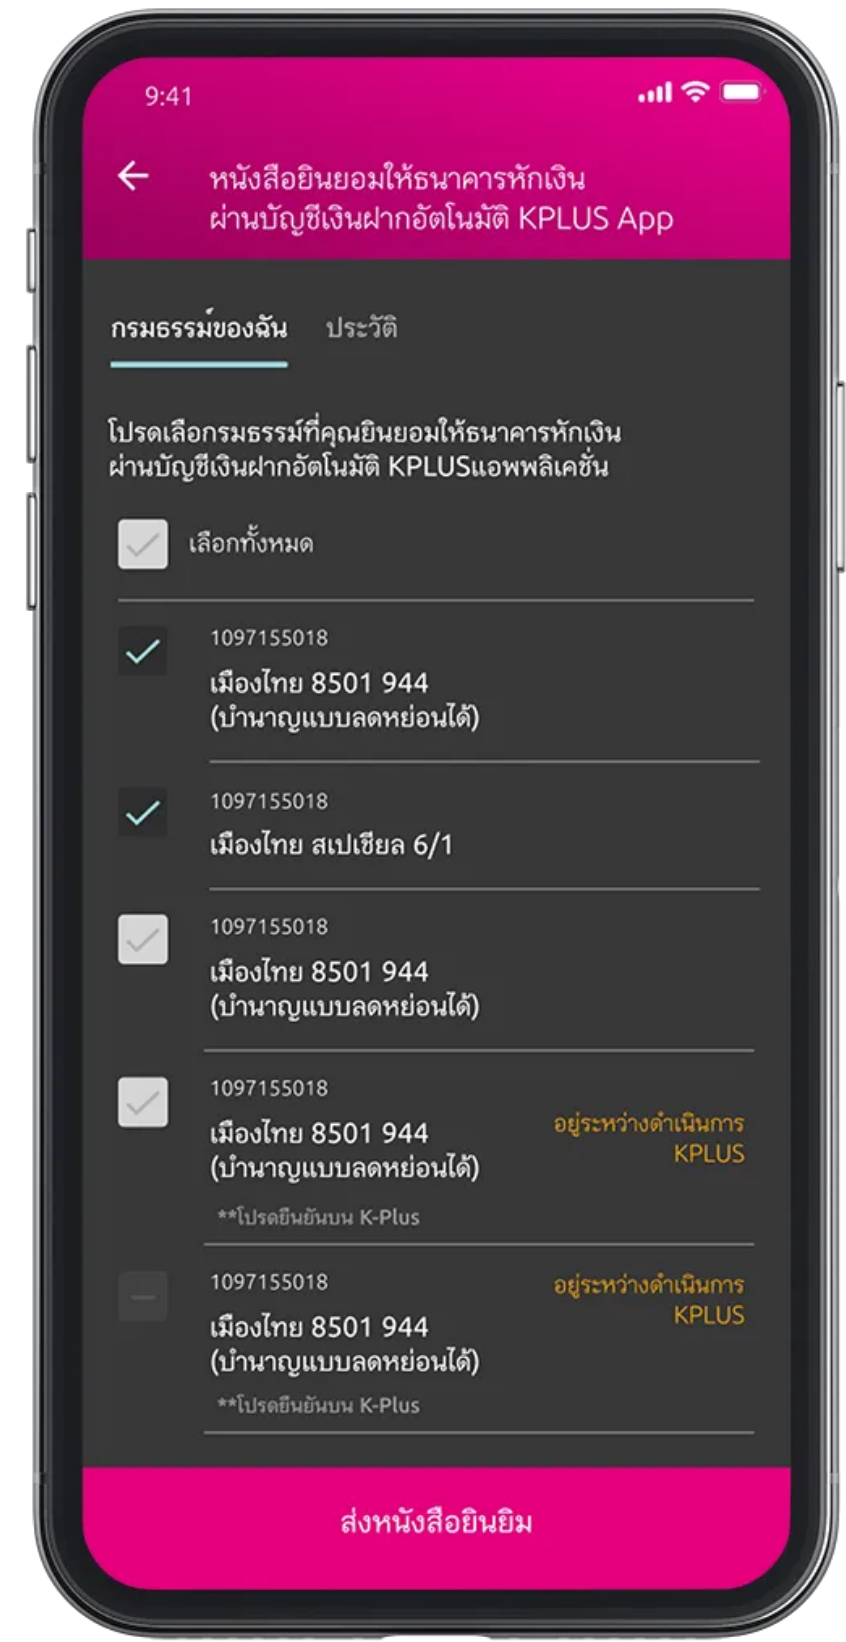 9:41
หนังสือยินยอมให้ธนาคารหักเงิน
ผ่านบัญชีเงินฝากอัตโนมัติ KPLUS App
กรมธรรม์ของฉัน ประวัติ
โปรดเลือกรมธรรม์ที่คุณยินยอมให้ธนาคารหักเงิน
ผ่านบัญชีเงินฝากอัตโนมัติ KPLUSแอพพลิเคชั่น
เลือกทั้งหมด
1097155018
เมืองไทย 8501 944
(บำนาญแบบลดหย่อนได้)
1097155018
เมืองไทย สเปเชียล 6/1
1097155018
เมืองไทย 8501 944
(บำนาญแบบลดหย่อนได้)
1097155018
เมืองไทย 8501 944
(บำนาญแบบลดหย่อนได้)
อยู่ระหว่างดำเนินการ
KPLUS
**โปรดยืนยันบน K-Plus
1097155018
เมืองไทย 8501 944
(บำนาญแบบลดหย่อนได้)
อยู่ระหว่างดำเนินการ
KPLUS
**โปรดยืนยันบน K-Plus
ส่งหนังสือยินยิม